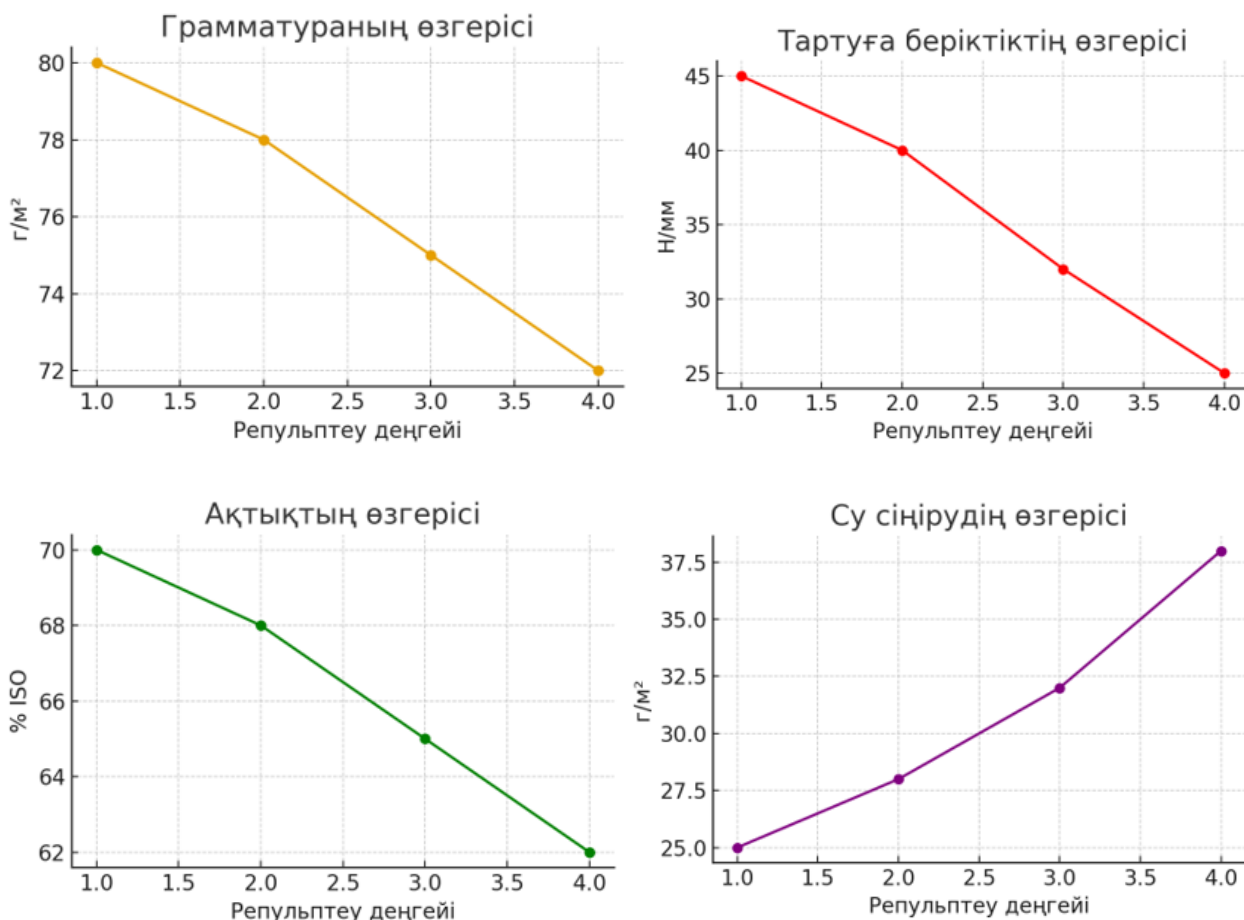 Грамматураның өзгерісі
80
78
76
74
72
г/м²
1.0 1.5 2.0 2.5 3.0 3.5 4.0
Репульптеу деңгейі
Тартуға беріктіктің өзгерісі
45
40
35
30
25
Н/мм
1.0 1.5 2.0 2.5 3.0 3.5 4.0
Репульптеу деңгейі
Ақтықтың өзгерісі
70
68
66
64
62
% ISO
1.0 1.5 2.0 2.5 3.0 3.5 4.0
Репульптеу деңгейі
Су сіңірудің өзгерісі
37.5
35.0
32.5
30.0
27.5
25.0
г/м²
1.0 1.5 2.0 2.5 3.0 3.5 4.0
Репульптеу деңгейі